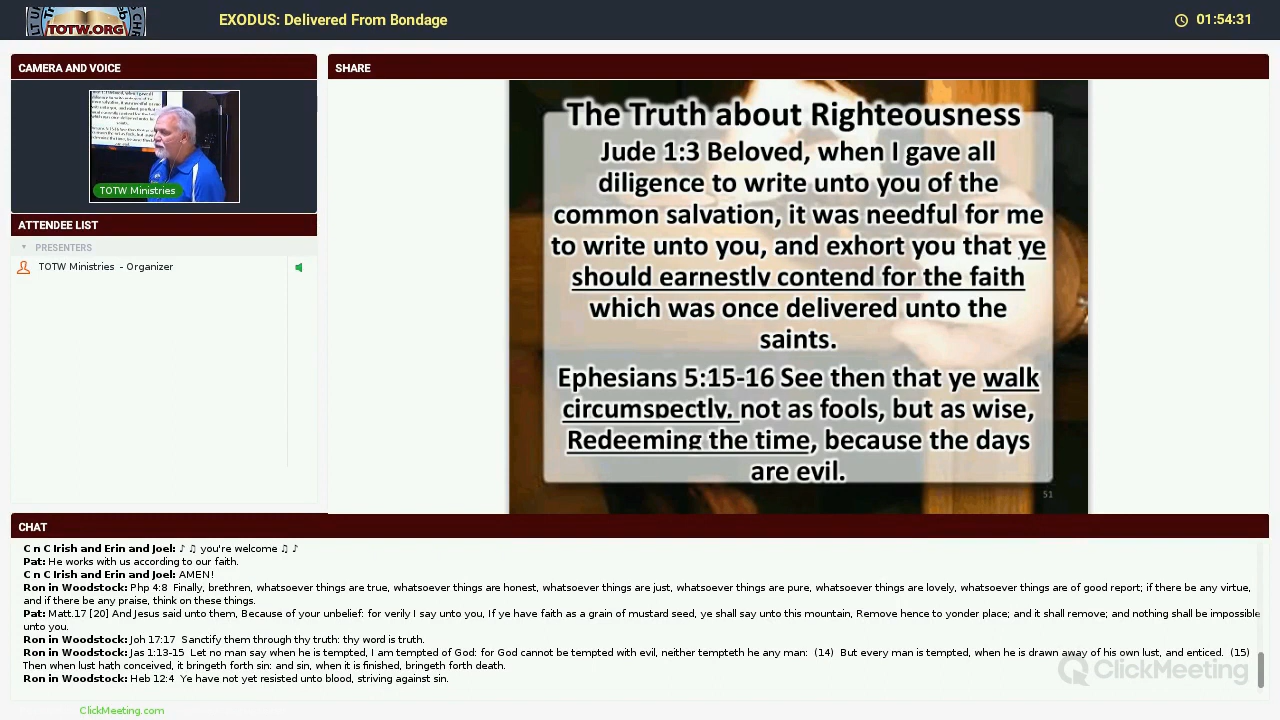 TOTW.ORG
EXODUS: Delivered From Bondage
01:54:31
CAMERA AND VOICE
TOTW Ministries
ATTENDEE LIST
PRESENTERS
TOTW Ministries - Organizer
SHARE
The Truth about Righteousness
Jude 1:3 Beloved, when I gave all
diligence to write unto you of the
common salvation, it was needful for me
to write unto you, and exhort you that ye
should earnestly contend for the faith
which was once delivered unto the
saints.
Ephesians 5:15-16 See then that ye walk
circumspectly, not as fools, but as wise,
Redeeming the time, because the days
are evil.
51
CHAT
C n C Irish and Erin and Joel: ♪ ♫ you're welcome ♫ ♪
Pat: He works with us according to our faith.
C n C Irish and Erin and Joel: AMEN!
Ron in Woodstock: Php 4:8 Finally, brethren, whatsoever things are true, whatsoever things are honest, whatsoever things are just, whatsoever things are pure, whatsoever things are lovely, whatsoever things are of good report; if there be any virtue,
and if there be any praise, think on these things.
Pat: Matt.17 [20] And Jesus said unto them, Because of your unbelief: for verily I say unto you, If ye have faith as a grain of mustard seed, ye shall say unto this mountain, Remove hence to yonder place; and it shall remove; and nothing shall be impossible
unto you.
Ron in Woodstock: Joh 17:17 Sanctify them through thy truth: thy word is truth.
Ron in Woodstock: Jas 1:13-15 Let no man say when he is tempted, I am tempted of God: for God cannot be tempted with evil, neither tempteth he any man: (14) But every man is tempted, when he is drawn away of his own lust, and enticed. (15)
Then when lust hath conceived, it bringeth forth sin: and sin, when it is finished, bringeth forth death.
Ron in Woodstock: Heb 12:4 Ye have not yet resisted unto blood, striving against sin.
ClickMeeting
ClickMeeting.com